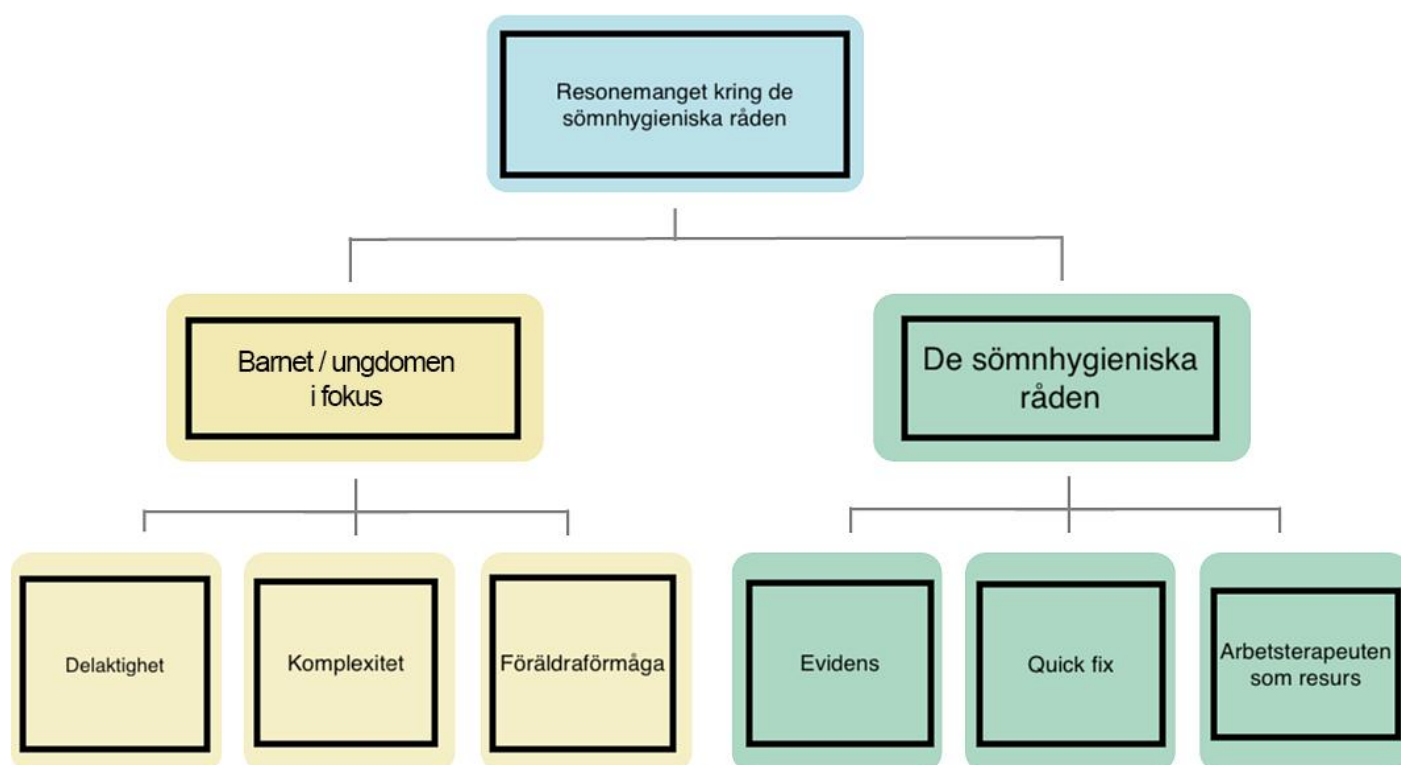 Resonemanget kring de
sömnhygieniska råden
Barnet / ungdomen
i fokus
De sömnhygieniska
råden
Delaktighet
Komplexitet
Föräldraförmåga
Evidens
Quick fix
Arbetsterapeuten
som resurs